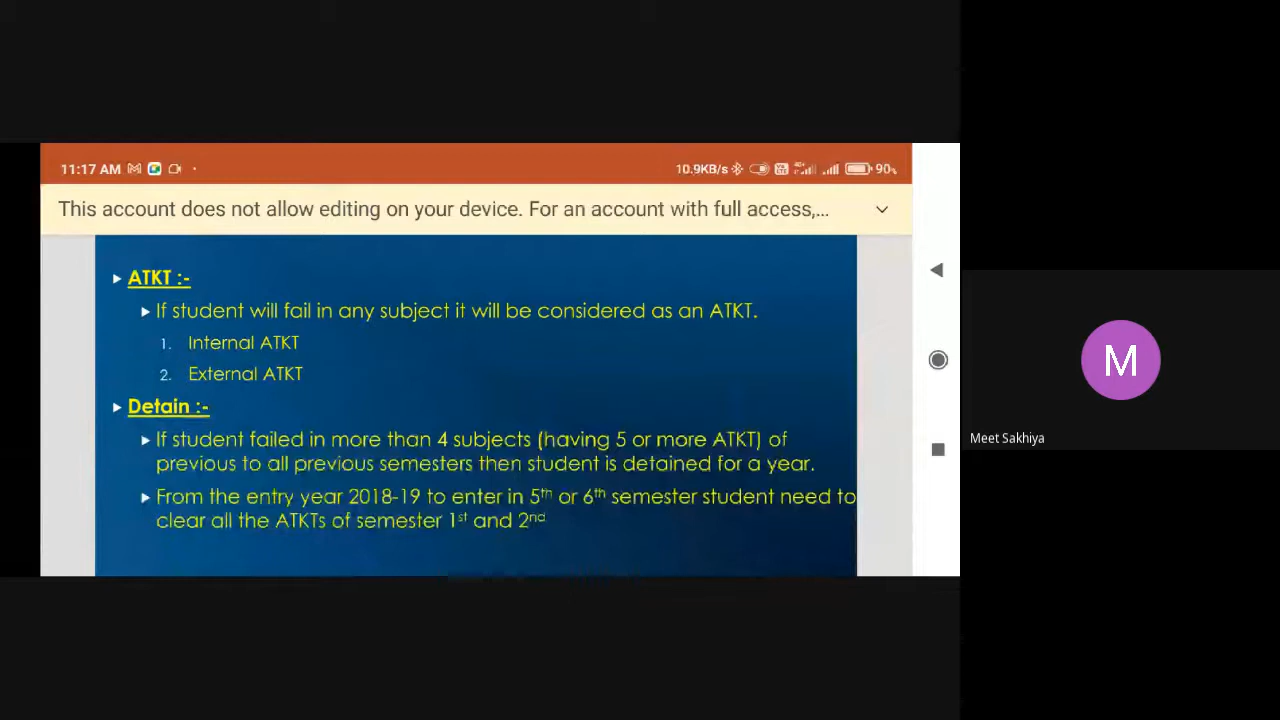 11:17 AM
10.9KB/s 90%
This account does not allow editing on your device. For an account with full access,...
ATKT :-
If student will fail in any subject it will be considered as an ATKT.
1. Internal ATKT
2. External ATKT
Detain :-
If student failed in more than 4 subjects (having 5 or more ATKT) of
previous to all previous semesters then student is detained for a year.
From the entry year 2018-19 to enter in 5th or 6th semester student need to
clear all the ATKTs of semester 1st and 2nd
M
Meet Sakhiya